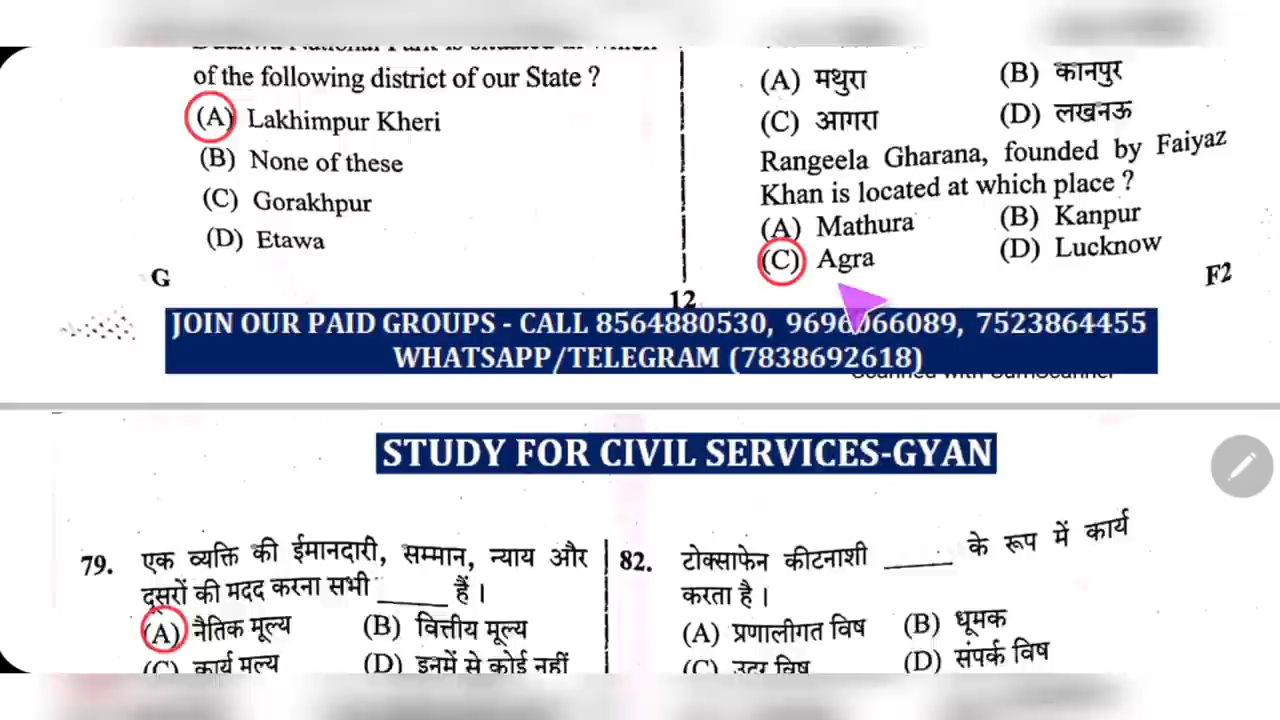 of the following district of our State ?
(A) Lakhimpur Kheri
(B) None of these
(C) Gorakhpur
(D) Etawa
G
(A) मथुरा (B) कानपुर
(C) आगरा (D) लखनऊ
Rangeela Gharana, founded by Faiyaz
Khan is located at which place ?
(A) Mathura (B) Kanpur
(C) Agra (D) Lucknow
F2
12
JOIN OUR PAID GROUPS - CALL 8564880530, 9696066089, 7523864455
WHATSAPP/TELEGRAM (7838692618)
STUDY FOR CIVIL SERVICES-GYAN
79. एक व्यक्ति की ईमानदारी, सम्मान, न्याय और
दूसरों की मदद करना सभी ______ हैं ।
(A) नैतिक मूल्य (B) वित्तीय मूल्य
(C) कार्य मूल्य (D) इनमें से कोई नहीं
82. टोक्साफेन कीटनाशी ______ के रूप में कार्य
करता है ।
(A) प्रणालीगत विष (B) धूमक
(C) उदर विष (D) संपर्क विष